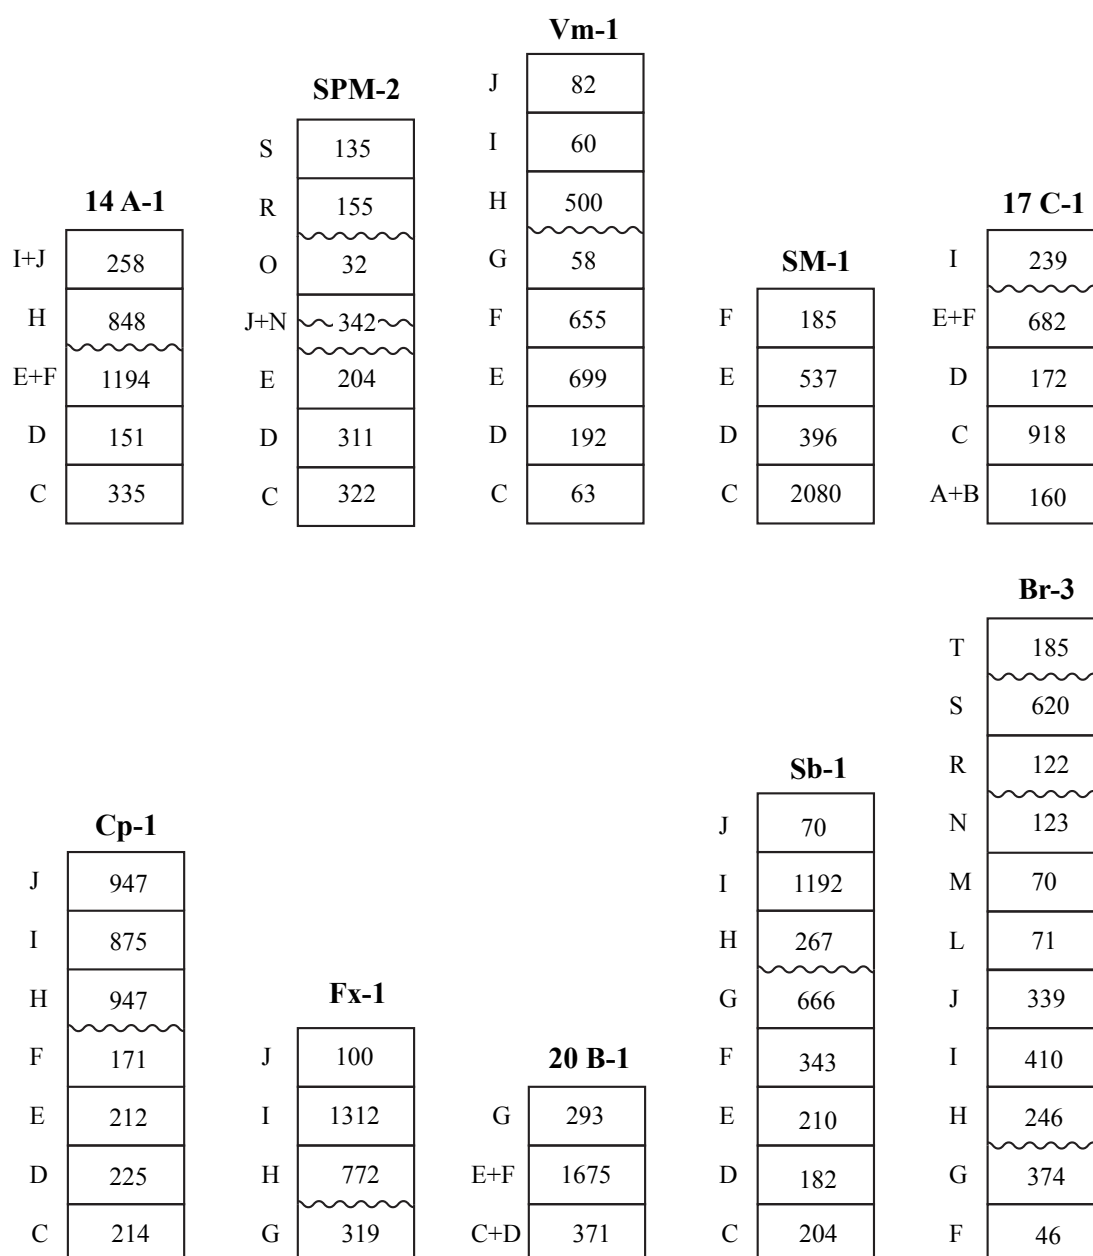 14 A-1
I+J 258
H 848
E+F 1194
D 151
C 335
SPM-2
S 135
R 155
O 32
J+N 342
E 204
D 311
C 322
Vm-1
J 82
I 60
H 500
G 58
F 655
E 699
D 192
C 63
SM-1
F 185
E 537
D 396
C 2080
17 C-1
I 239
E+F 682
D 172
C 918
A+B 160
Cp-1
J 947
I 875
H 947
F 171
E 212
D 225
C 214
Fx-1
J 100
I 1312
H 772
G 319
20 B-1
G 293
E+F 1675
C+D 371
Sb-1
J 70
I 1192
H 267
G 666
F 343
E 210
D 182
C 204
Br-3
T 185
S 620
R 122
N 123
M 70
L 71
J 339
I 410
H 246
G 374
F 46